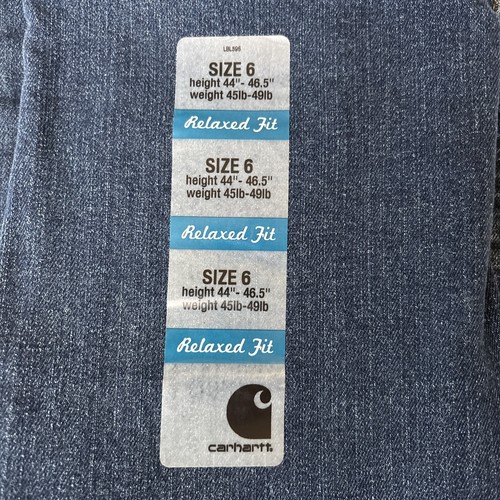 LBL596
SIZE 6
height 44"- 46.5"
weight 45lb-49lb
Relaxed Fit
SIZE 6
height 44"- 46.5"
weight 45lb-49lb
Relaxed Fit
SIZE 6
height 44"- 46.5"
weight 45lb-49lb
Relaxed Fit
carhartt